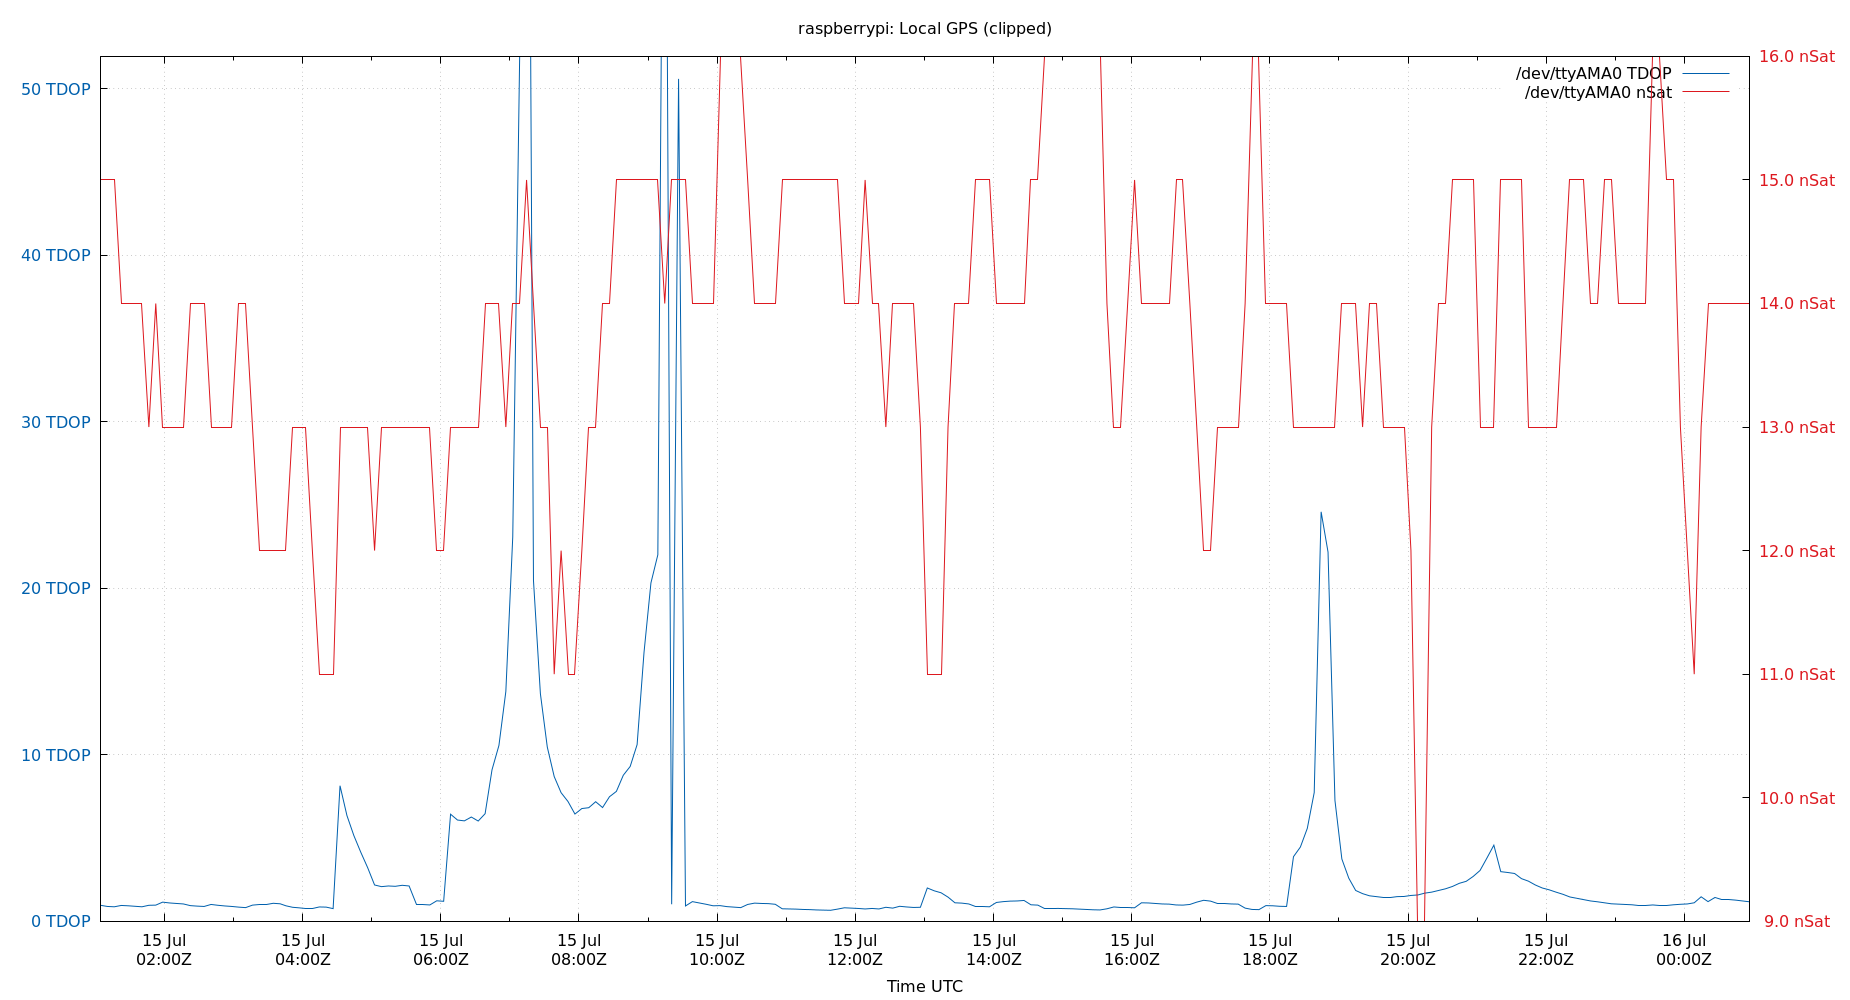 raspberrypi: Local GPS (clipped)
/dev/ttyAMA0 TDOP
/dev/ttyAMA0 nSat
50 TDOP
40 TDOP
30 TDOP
20 TDOP
10 TDOP
0 TDOP
16.0 nSat
15.0 nSat
14.0 nSat
13.0 nSat
12.0 nSat
11.0 nSat
10.0 nSat
9.0 nSat
15 Jul
02:00Z
15 Jul
04:00Z
15 Jul
06:00Z
15 Jul
08:00Z
15 Jul
10:00Z
15 Jul
12:00Z
15 Jul
14:00Z
15 Jul
16:00Z
15 Jul
18:00Z
15 Jul
20:00Z
15 Jul
22:00Z
16 Jul
00:00Z
Time UTC